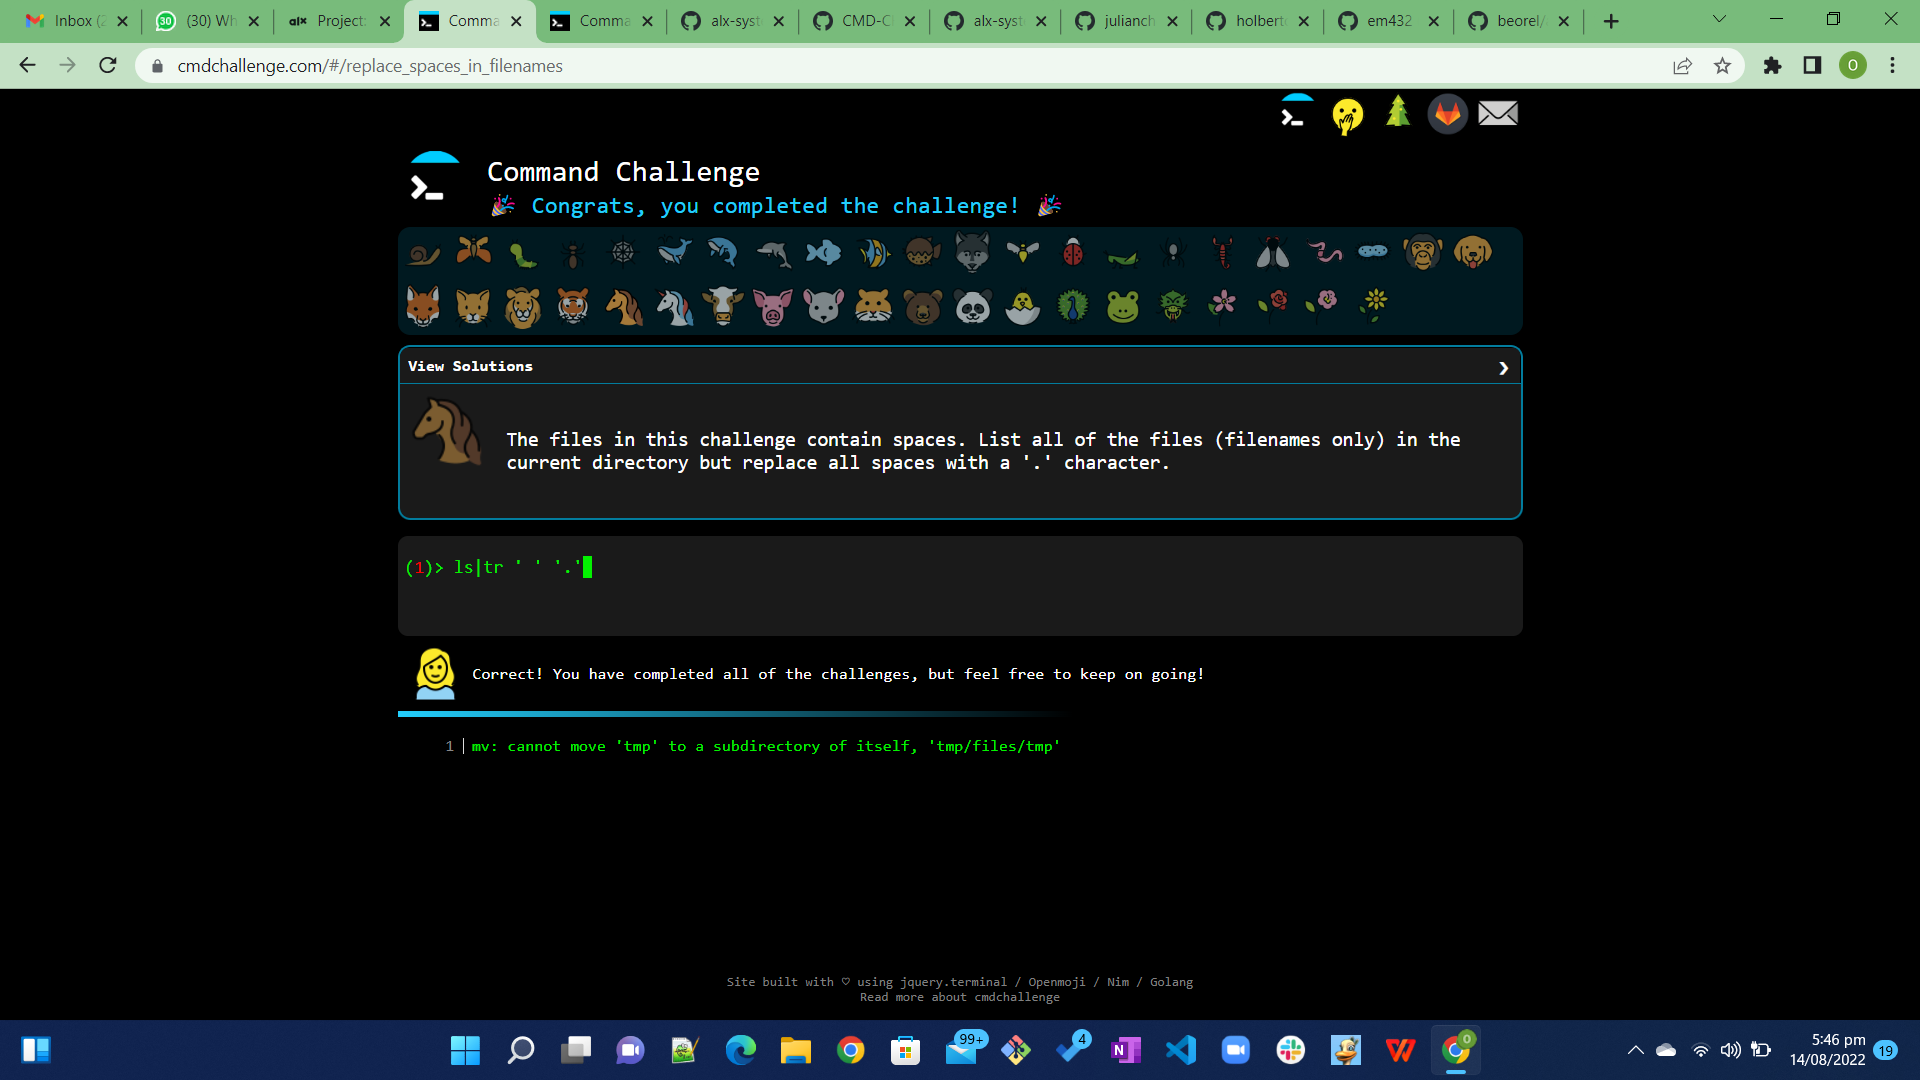 Inbox (2
(30) Wh
alx Project:
Comma
Comma
alx-syst
CMD-C
alx-syst
julianch
holberto
em432
beorel/
cmdchallenge.com/#/replace_spaces_in_filenames
O
Command Challenge
Congrats, you completed the challenge!
View Solutions
The files in this challenge contain spaces. List all of the files (filenames only) in the
current directory but replace all spaces with a '.' character.
(1)> ls|tr ' ' '.'
Correct! You have completed all of the challenges, but feel free to keep on going!
1 mv: cannot move 'tmp' to a subdirectory of itself, 'tmp/files/tmp'
Site built with ♡ using jquery.terminal / Openmoji / Nim / Golang
Read more about cmdchallenge
99+
4
0
5:46 pm
14/08/2022
19